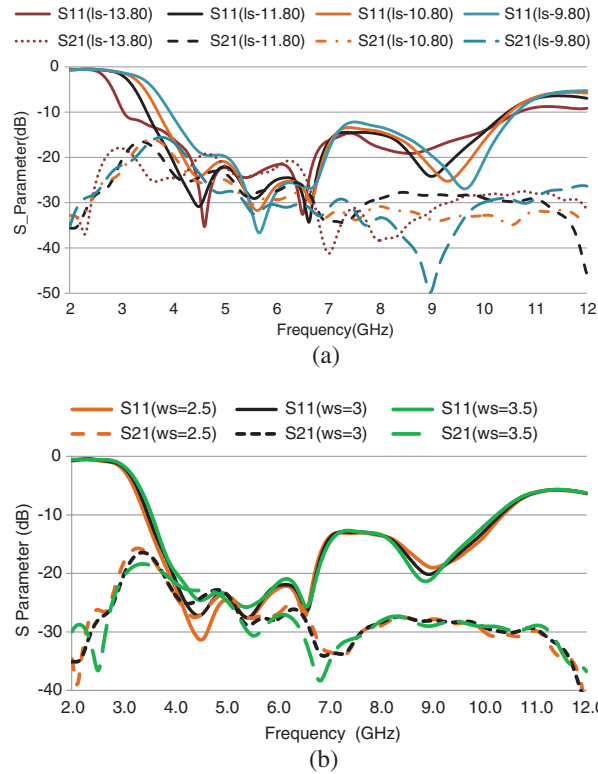 S11(ls-13.80) S11(ls-11.80) S11(ls-10.80) S11(ls-9.80)
S21(ls-13.80) S21(ls-11.80) S21(ls-10.80) S21(ls-9.80)
0
-10
-20
-30
-40
-50
S_Parameter(dB)
2 3 4 5 6 7 8 9 10 11 12
Frequency(GHz)
(a)
S11(ws=2.5) S11(ws=3) S11(ws=3.5)
S21(ws=2.5) S21(ws=3) S21(ws=3.5)
0
-10
-20
-30
-40
S Parameter (dB)
2.0 3.0 4.0 5.0 6.0 7.0 8.0 9.0 10.0 11.0 12.0
Frequency (GHz)
(b)